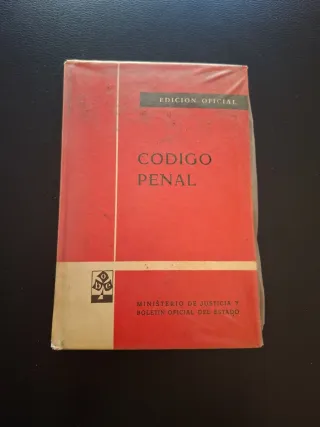 EDICION OFICIAL
CODIGO
PENAL
MINISTERIO DE JUSTICIA Y
BOLETIN OFICIAL DEL ESTADO